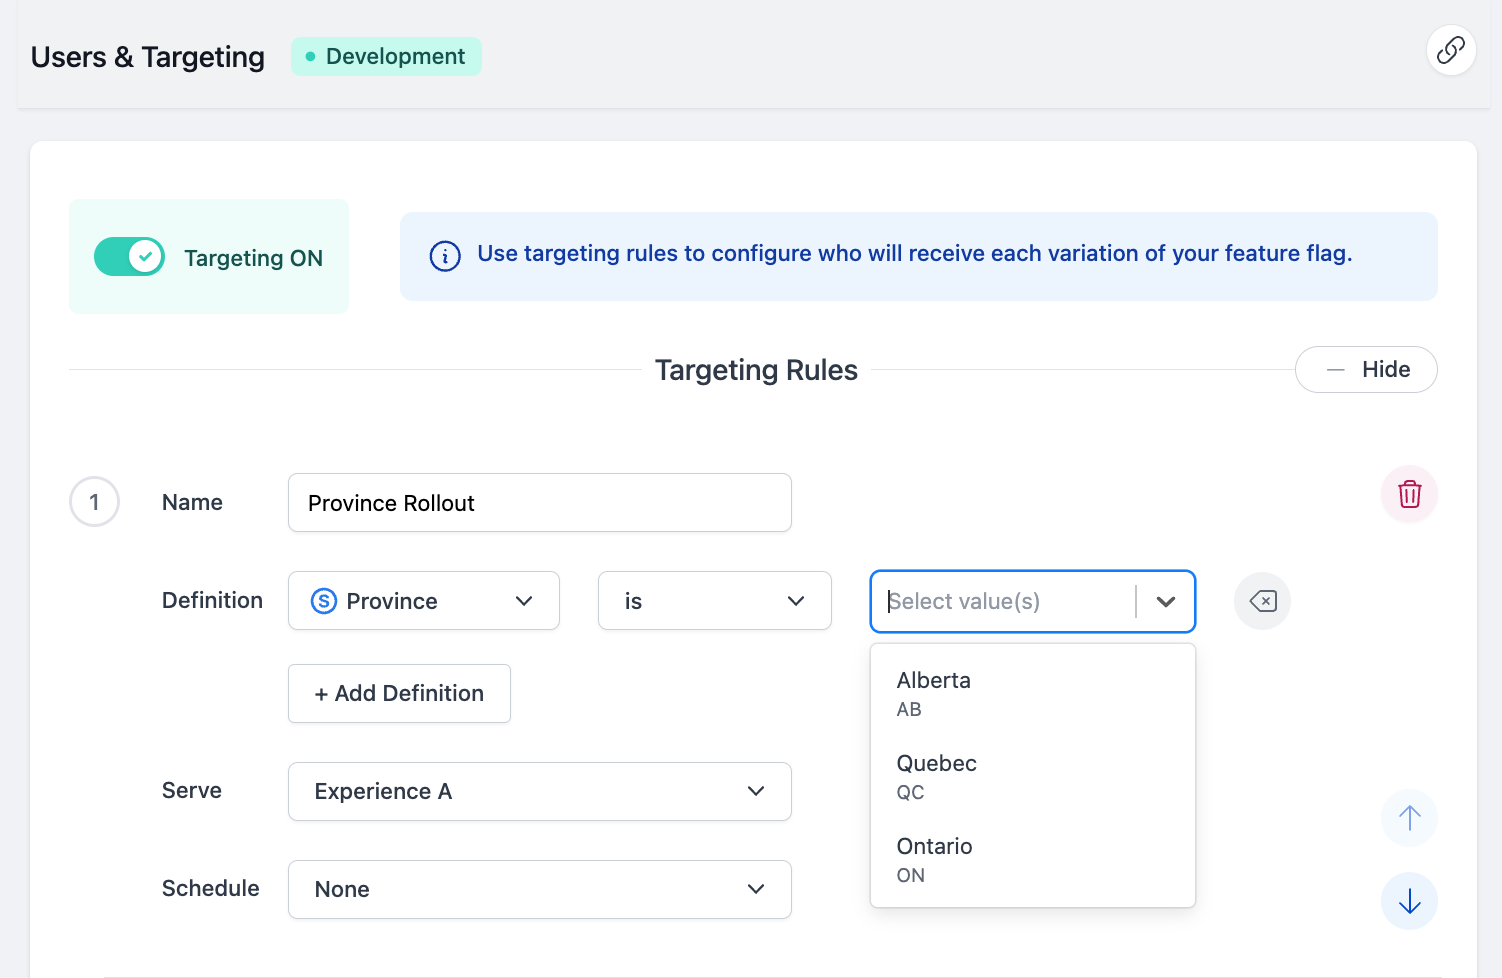 Users & Targeting
Development
Targeting ON
Use targeting rules to configure who will receive each variation of your feature flag.
Targeting Rules
Hide
1
Name
Province Rollout
Definition
S
Province
is
Select value(s)
+ Add Definition
Alberta
AB
Quebec
QC
Ontario
ON
Serve
Experience A
Schedule
None